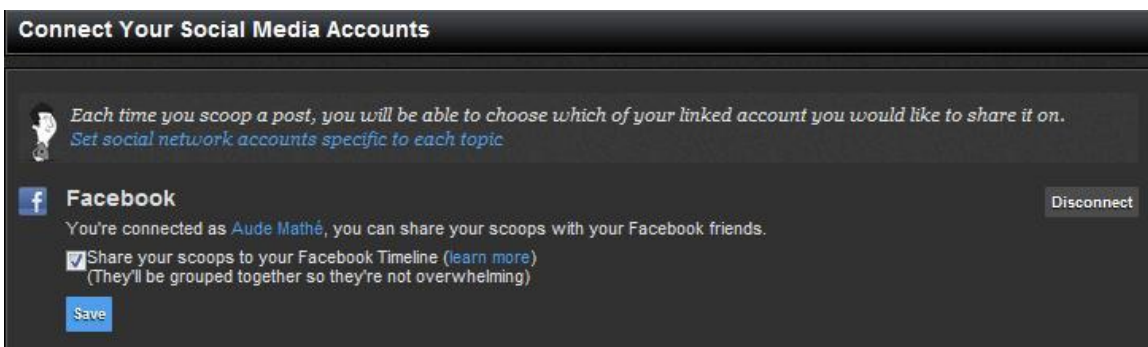 Connect Your Social Media Accounts
Each time you scoop a post, you will be able to choose which of your linked account you would like to share it on.
Set social network accounts specific to each topic
Facebook
Disconnect
You're connected as Aude Mathé, you can share your scoops with your Facebook friends.
Share your scoops to your Facebook Timeline (learn more)
(They'll be grouped together so they're not overwhelming)
Save